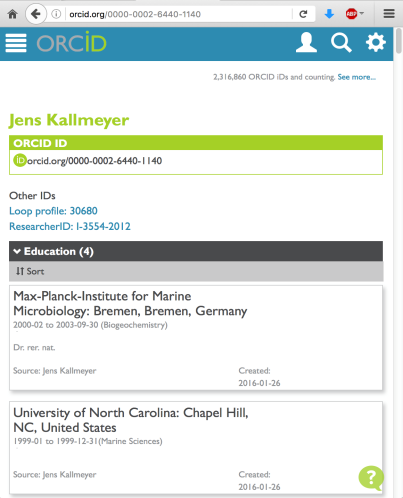 orcid.org/0000-0002-6440-1140
ABP
ORCiD
2,316,860 ORCID iDs and counting. See more...
Jens Kallmeyer
ORCID ID
iD orcid.org/0000-0002-6440-1140
Other IDs
Loop profile: 30680
ResearcherID: I-3554-2012
Education (4)
Sort
Max-Planck-Institute for Marine
Microbiology: Bremen, Bremen, Germany
2000-02 to 2003-09-30 (Biogeochemistry)
Dr. rer. nat.
Source: Jens Kallmeyer Created:
2016-01-26
University of North Carolina: Chapel Hill,
NC, United States
1999-01 to 1999-12-31(Marine Sciences)
Source: Jens Kallmeyer Created:
2016-01-26
?